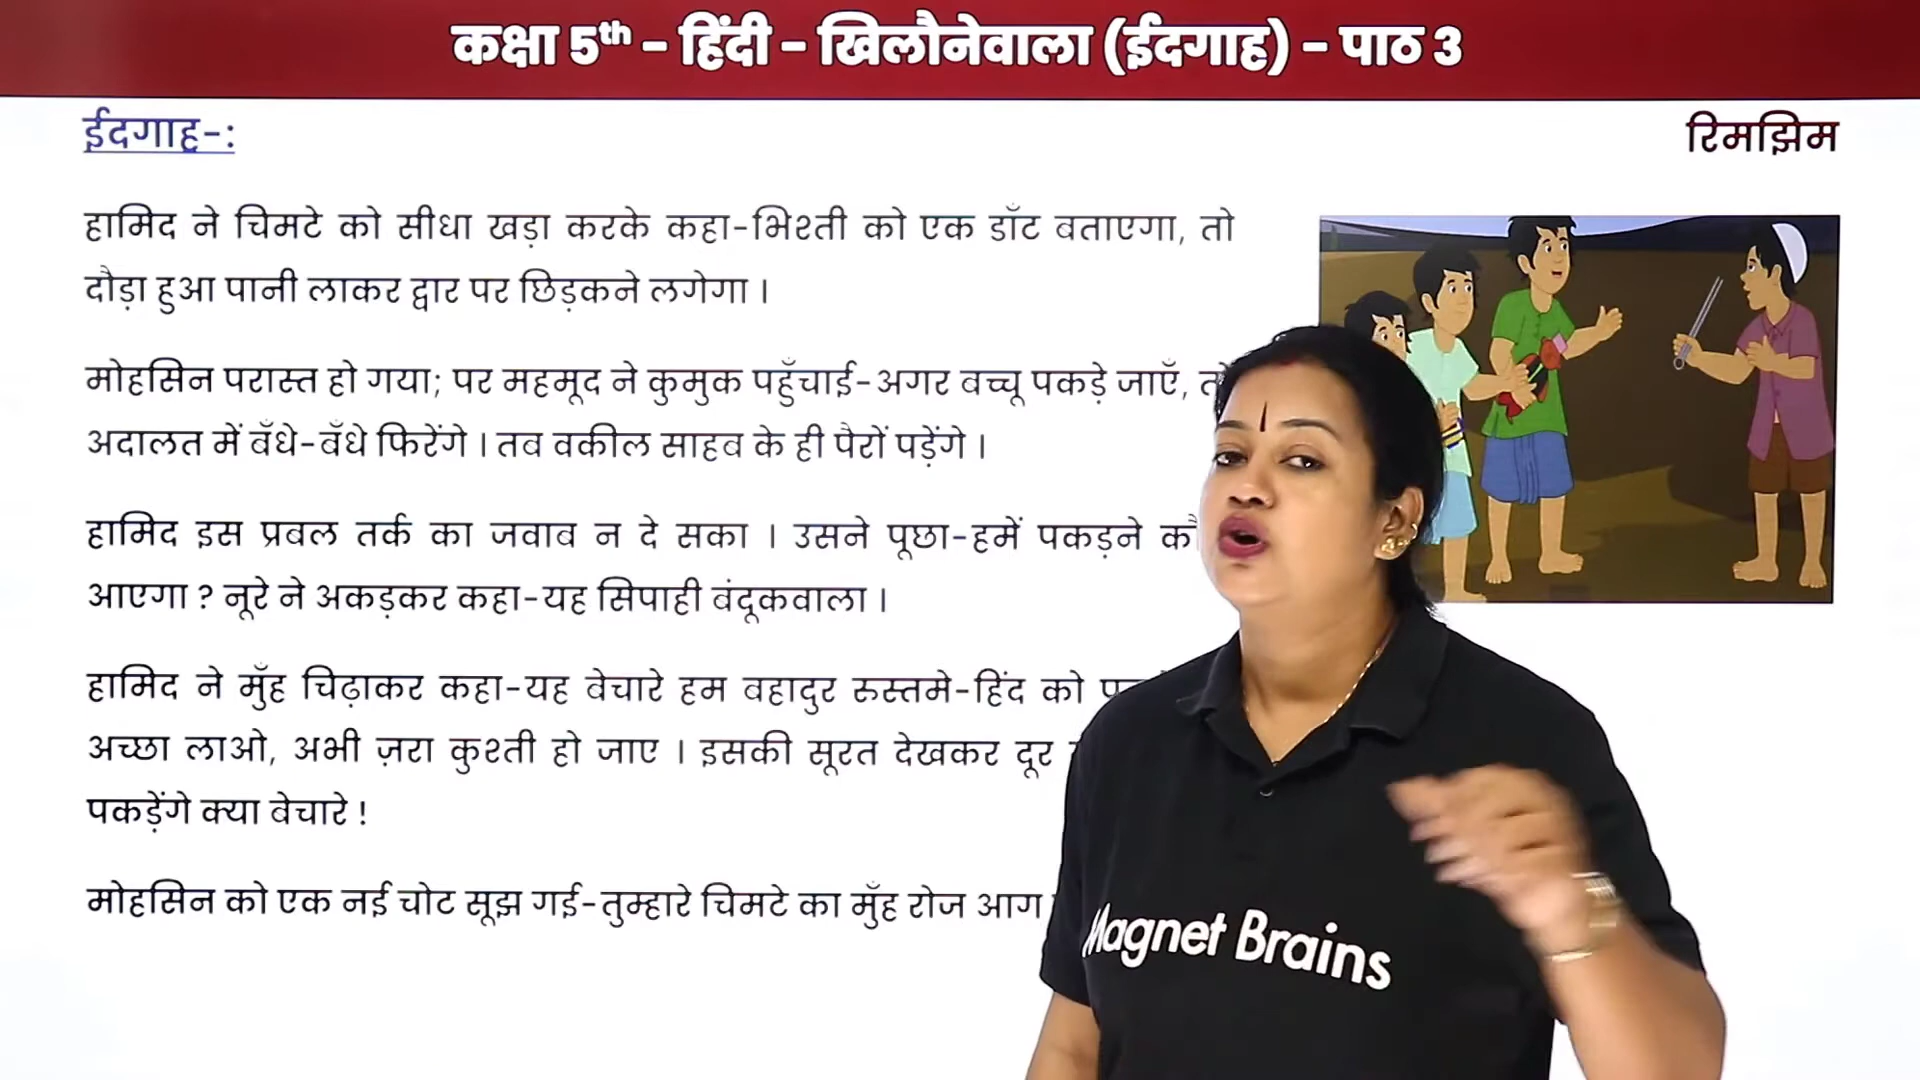 कक्षा 5th - हिंदी - खिलौनेवाला (ईदगाह) - पाठ 3
ईदगाह-:
रिमझिम
हामिद ने चिमटे को सीधा खड़ा करके कहा-भिश्ती को एक डाँट बताएगा, तो
दौड़ा हुआ पानी लाकर द्वार पर छिड़कने लगेगा ।
मोहसिन परास्त हो गया; पर महमूद ने कुमुक पहुँचाई-अगर बच्चू पकड़े जाएँ,
अदालत में बँधे-बँधे फिरेंगे । तब वकील साहब के ही पैरों पड़ेंगे ।
हामिद इस प्रबल तर्क का जवाब न दे सका । उसने पूछा-हमें पकड़ने
आएगा ? नूरे ने अकड़कर कहा-यह सिपाही बंदूकवाला ।
हामिद ने मुँह चिढ़ाकर कहा-यह बेचारे हम बहादुर रुस्तमे-हिंद को
अच्छा लाओ, अभी ज़रा कुश्ती हो जाए । इसकी सूरत देखकर दूर
पकड़ेंगे क्या बेचारे !
मोहसिन को एक नई चोट सूझ गई-तुम्हारे चिमटे का मुँह रोज आग
Magnet Brains